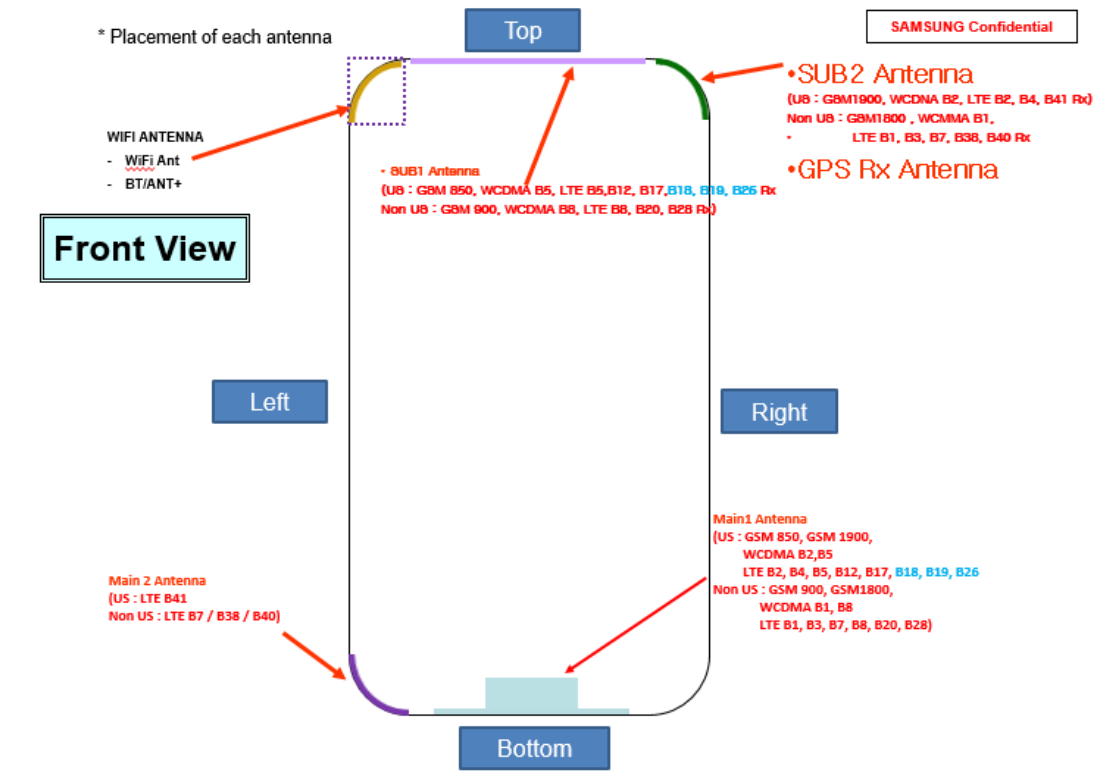 * Placement of each antenna
Top
SAMSUNG Confidential
•SUB2 Antenna
(US : GSM1900, WCDNA B2, LTE B2, B4, B41 Rx)
Non US : GSM1800 , WCMMA B1,
- LTE B1, B3, B7, B38, B40 Rx
•GPS Rx Antenna
WIFI ANTENNA
- WiFi Ant
- BT/ANT+
- SUB1 Antenna
(US : GSM 850, WCDMA B5, LTE B5,B12, B17,B18, B19, B26 Rx
Non US : GSM 900, WCDMA B8, LTE B8, B20, B28 Rx)
Front View
Left
Right
Main1 Antenna
(US : GSM 850, GSM 1900,
WCDMA B2,B5
LTE B2, B4, B5, B12, B17, B18, B19, B26
Non US : GSM 900, GSM1800,
WCDMA B1, B8
LTE B1, B3, B7, B8, B20, B28)
Main 2 Antenna
(US : LTE B41
Non US : LTE B7 / B38 / B40)
Bottom